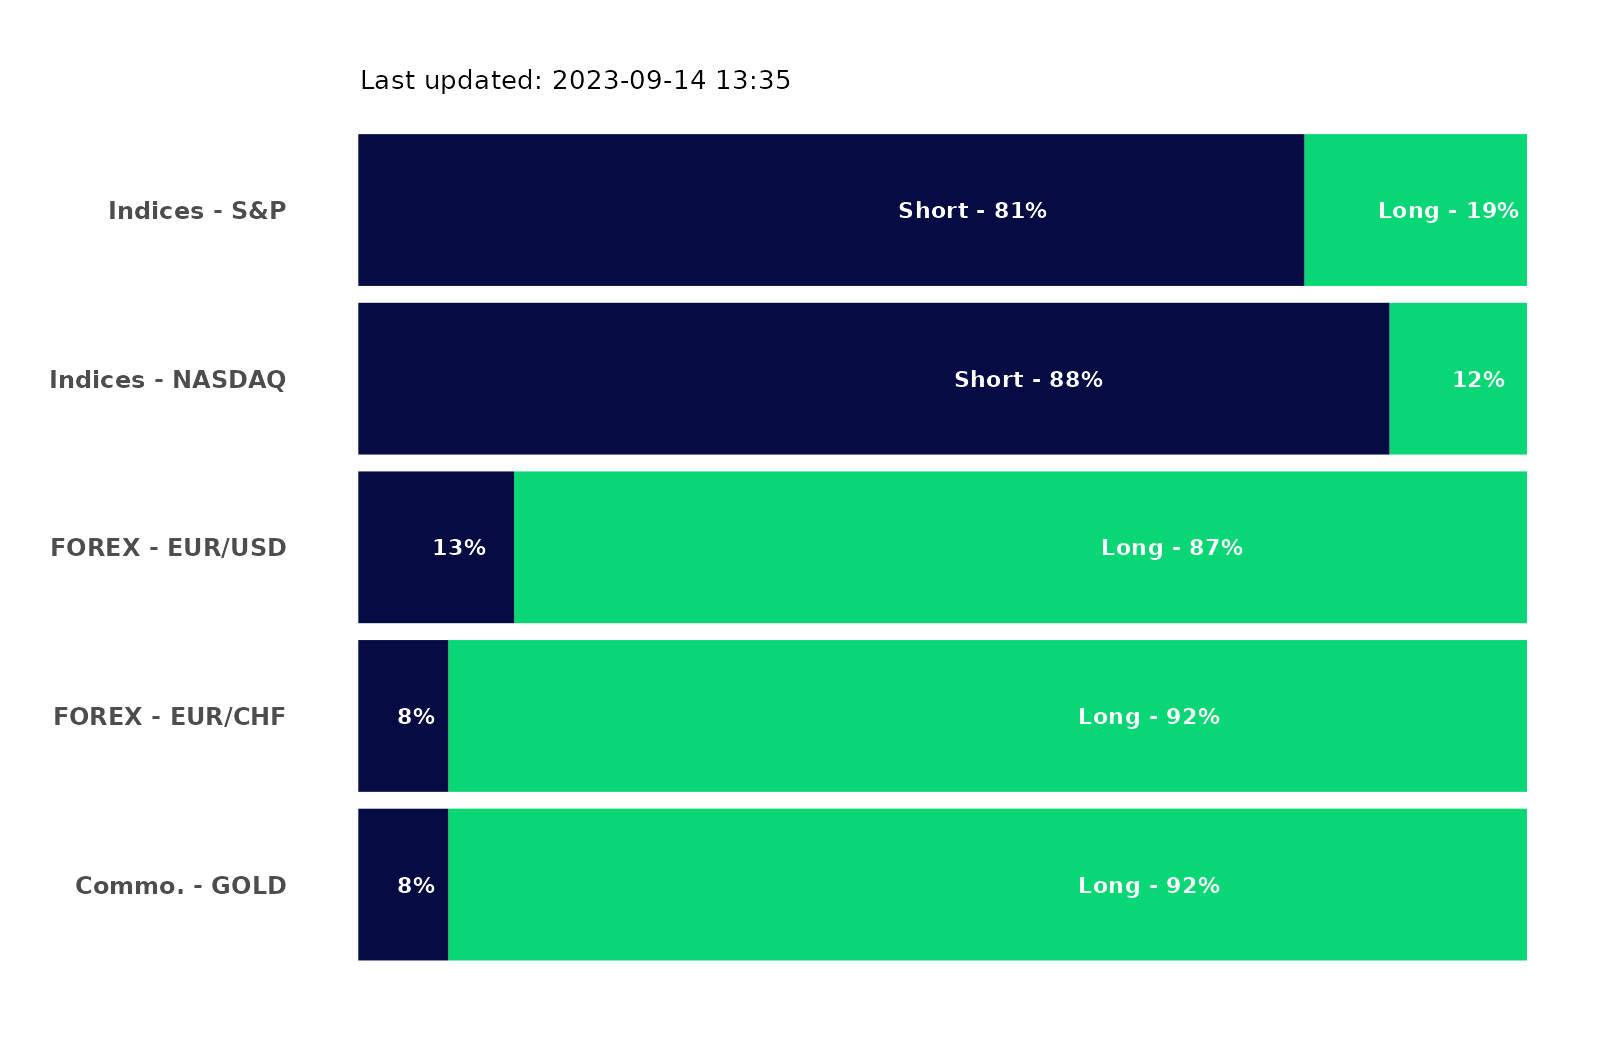 Last updated: 2023-09-14 13:35
Indices - S&P Short - 81% Long - 19%
Indices - NASDAQ Short - 88% 12%
FOREX - EUR/USD 13% Long - 87%
FOREX - EUR/CHF 8% Long - 92%
Commo. - GOLD 8% Long - 92%